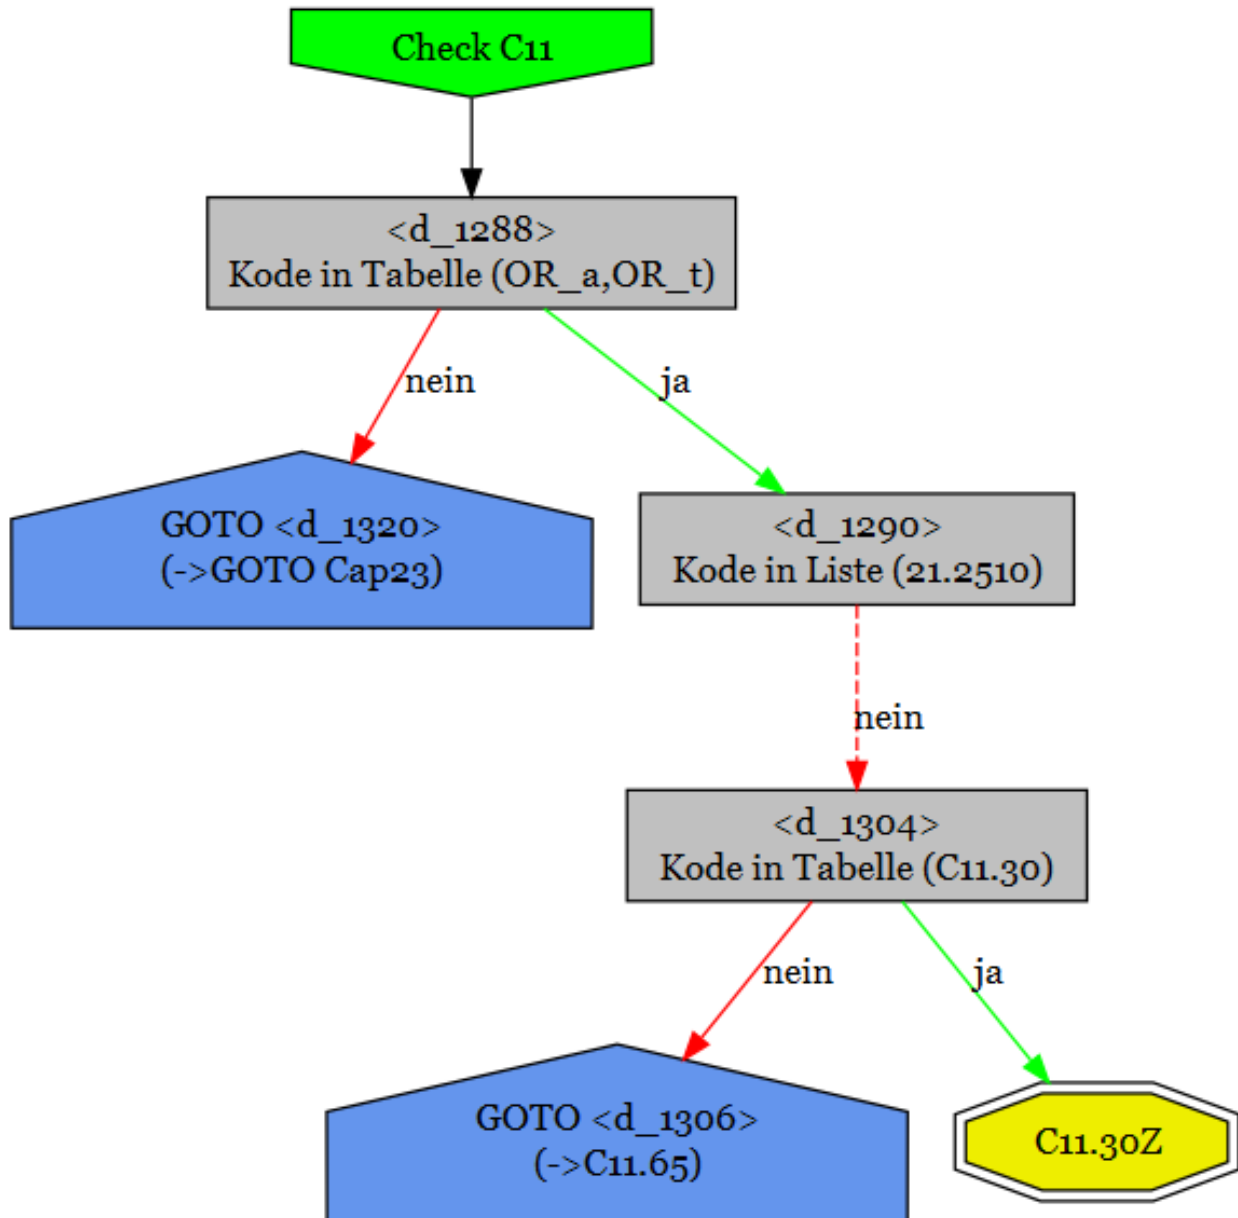 Check C11
<d_1288>
Kode in Tabelle (OR_a,OR_t)
nein
ja
GOTO <d_1320>
(->GOTO Cap23)
<d_1290>
Kode in Liste (21.2510)
nein
<d_1304>
Kode in Tabelle (C11.30)
nein
ja
GOTO <d_1306>
(->C11.65)
C11.30Z